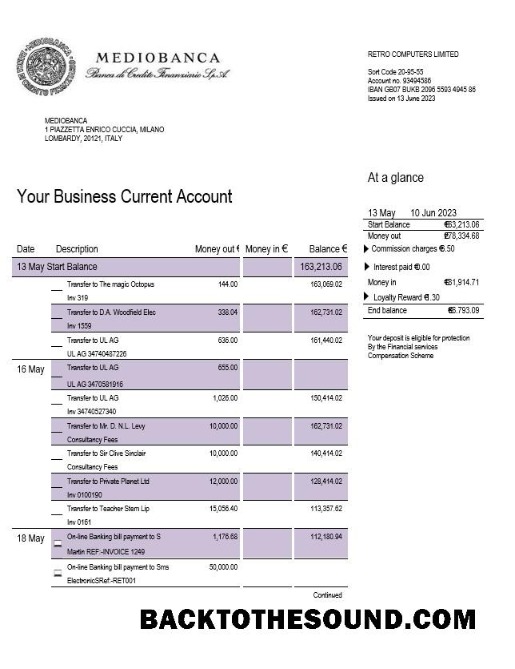 MEDIOBANCA
Banca di Credito Finanziario S.p.A.
RETRO COMPUTERS LIMITED
Sort Code 20-95-55
Account no. 93494586
IBAN GB07 BUKB 2095 5593 4945 86
Issued on 13 June 2023
MEDIOBANCA
1 PIAZZETTA ENRICO CUCCIA, MILANO
LOMBARDY, 20121, ITALY
At a glance
13 May 10 Jun 2023
Start Balance €63,213.06
Money out €78,334.68
Commission charges €6.50
Interest paid €0.00
Money in €81,914.71
Loyalty Reward €1.30
End balance €6.793.09
Your deposit is eligible for protection
By the Financial services
Compensation Scheme
Your Business Current Account
Date Description Money out € Money in € Balance €
13 May Start Balance 163,213.06
Transfer to The magic Octopus 144.00 163,069.02
Inv 319
Transfer to D.A. Woodfield Elec 338.04 162,731.02
Inv 1559
Transfer to UL AG 636.00 161,440.02
UL AG 34740487226
16 May Transfer to UL AG 655.00
UL AG 3470581916
Transfer to UL AG 1,026.00 150,414.02
Inv 34740527340
Transfer to Mr. D. N.L. Levy 10,000.00 162,731.02
Consultancy Fees
Transfer to Sir Clive Sinclair 10,000.00 140,414.02
Consultancy Fees
Transfer to Private Planet Ltd 12,000.00 128,414.02
Inv 0100190
Transfer to Teacher Stem Lip 15,056.40 113,357.62
Inv 0161
18 May On-line Banking bill payment to S 1,176.68 112,180.94
Martin REF:-INVOICE 1249
On-line Banking bill payment to Sms 50,000.00
ElectronicSRef:-RET001
Continued
BACKTOTHESOUND.COM